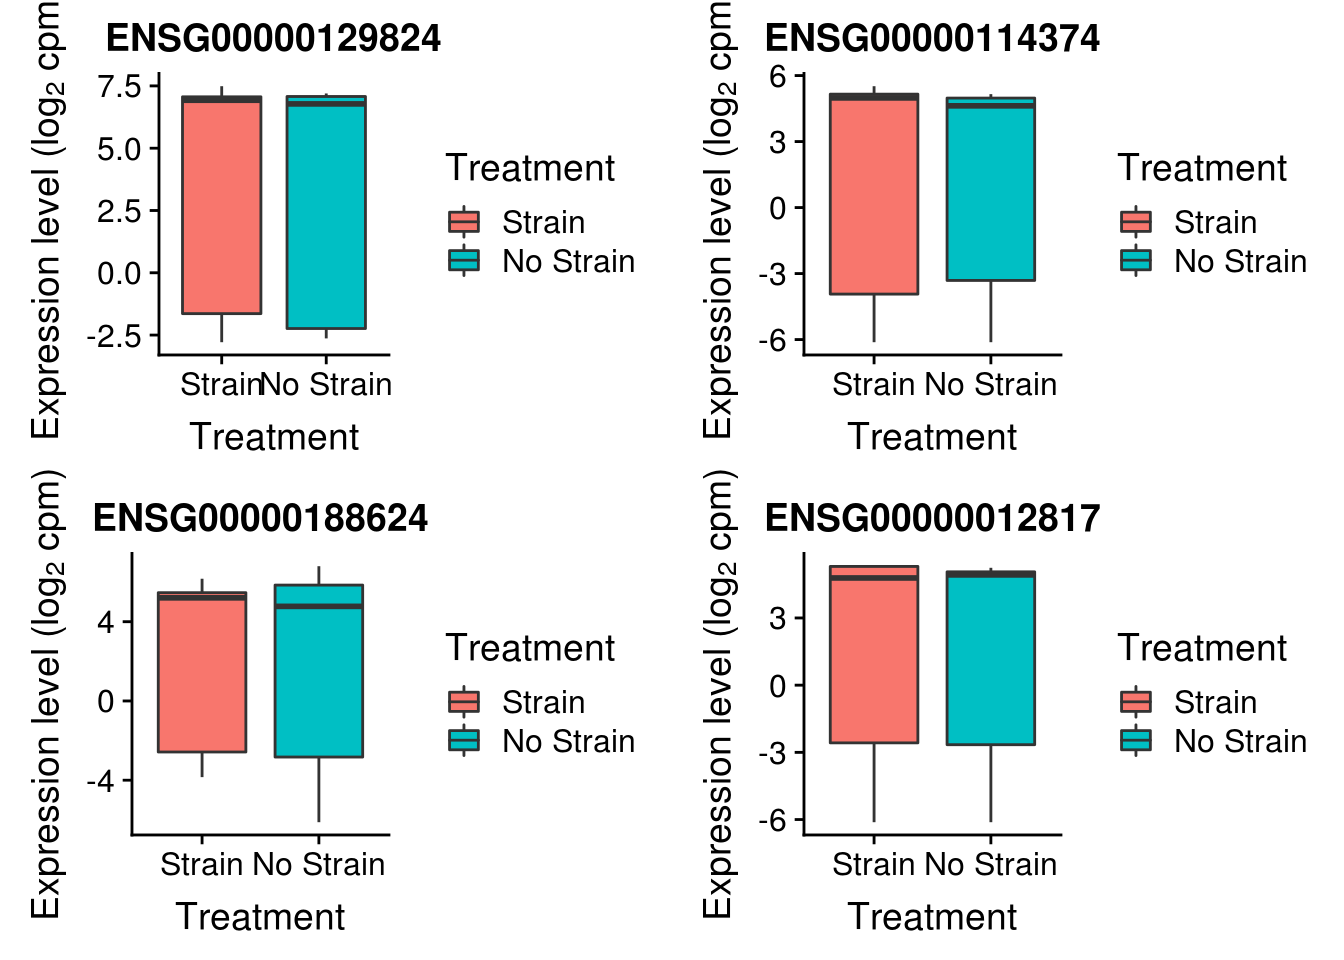 ENSG00000129824
Expression level (log2 cpm
7.5
5.0
2.5
0.0
-2.5
Strain
No Strain
Treatment
Treatment
Strain
No Strain
ENSG00000114374
Expression level (log2 cpm
6
3
0
-3
-6
Strain
No Strain
Treatment
Treatment
Strain
No Strain
ENSG00000188624
Expression level (log2 cpm)
4
0
-4
Strain
No Strain
Treatment
Treatment
Strain
No Strain
ENSG00000012817
Expression level (log2 cpm)
3
0
-3
-6
Strain
No Strain
Treatment
Treatment
Strain
No Strain